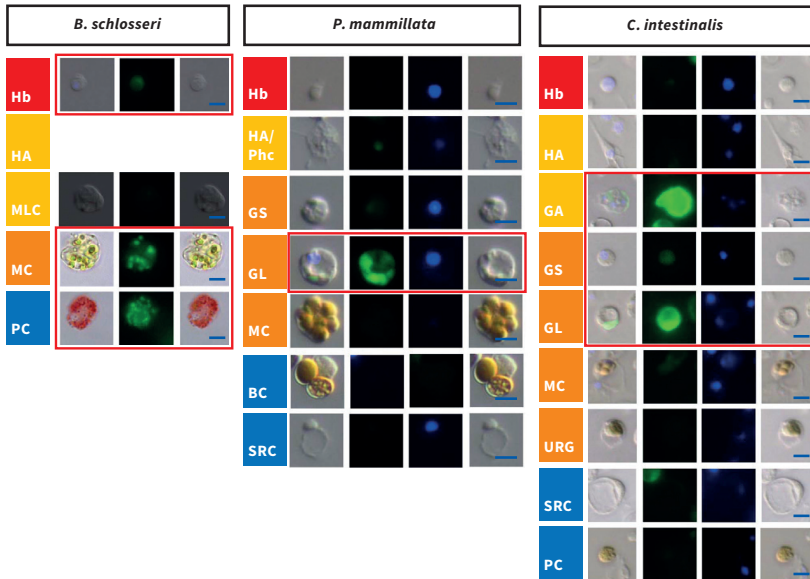 B. schlosseri
Hb
HA
MLC
MC
PC
P. mammillata
Hb
HA/
Phc
GS
GL
MC
BC
SRC
C. intestinalis
Hb
HA
GA
GS
GL
MC
URG
SRC
PC